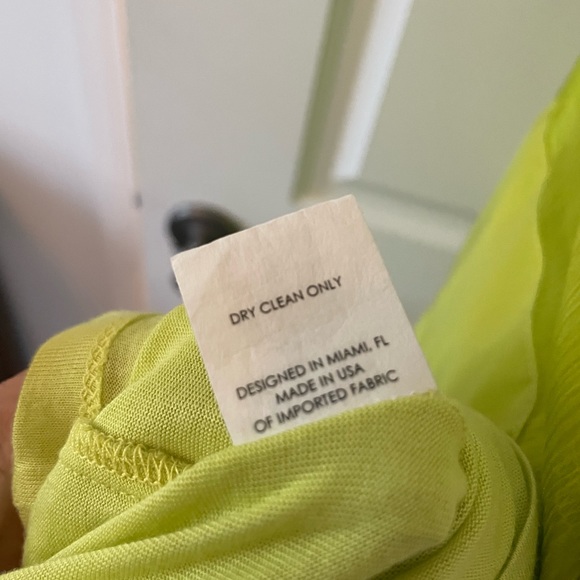 DRY CLEAN ONLY
DESIGNED IN MIAMI, FL
MADE IN USA
OF IMPORTED FABRIC